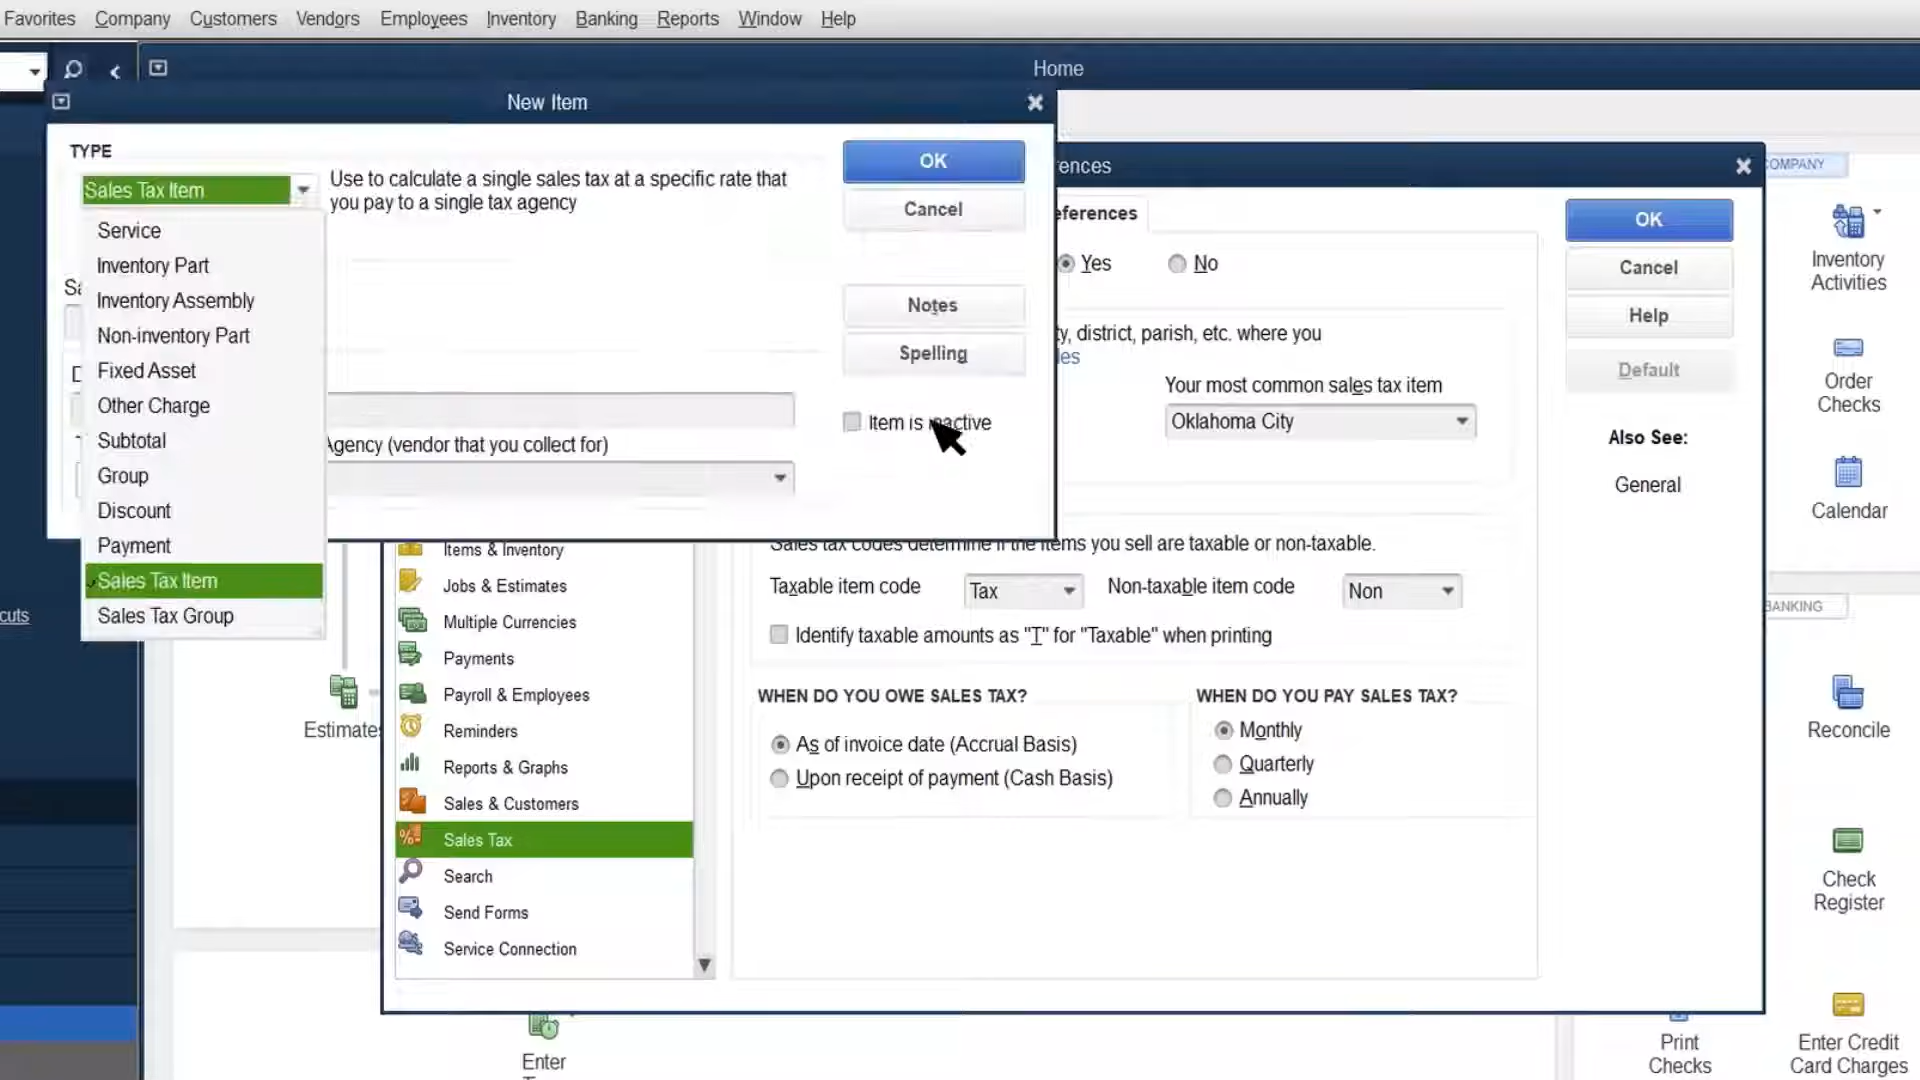 Favorites Company Customers Vendors Employees Inventory Banking Reports Window Help
Home
New Item
TYPE
Sales Tax Item
Use to calculate a single sales tax at a specific rate that
you pay to a single tax agency
Service
Inventory Part
Inventory Assembly
Non-inventory Part
Fixed Asset
Other Charge
Subtotal
Group
Discount
Payment
Sales Tax Item
Sales Tax Group
Agency (vendor that you collect for)
OK
Cancel
Notes
Spelling
Item is inactive
erences
eferences
Yes
No
ty, district, parish, etc. where you
les
Your most common sales tax item
Oklahoma City
OK
Cancel
Help
Default
Also See:
General
Items & Inventory
Jobs & Estimates
Multiple Currencies
Payments
Payroll & Employees
Reminders
Reports & Graphs
Sales & Customers
Sales Tax
Search
Send Forms
Service Connection
Sales tax codes determine if the items you sell are taxable or non-taxable.
Taxable item code
Tax
Non-taxable item code
Non
Identify taxable amounts as "T" for "Taxable" when printing
WHEN DO YOU OWE SALES TAX?
As of invoice date (Accrual Basis)
Upon receipt of payment (Cash Basis)
WHEN DO YOU PAY SALES TAX?
Monthly
Quarterly
Annually
cuts
Estimates
Enter
COMPANY
Inventory
Activities
Order
Checks
Calendar
BANKING
Reconcile
Check
Register
Print
Checks
Enter Credit
Card Charges